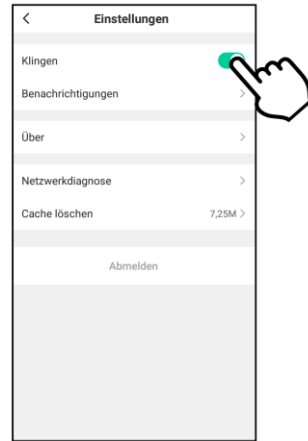 Einstellungen
Klingen
Benachrichtigungen
Über
Netzwerkdiagnose
Cache löschen 7,25M
Abmelden